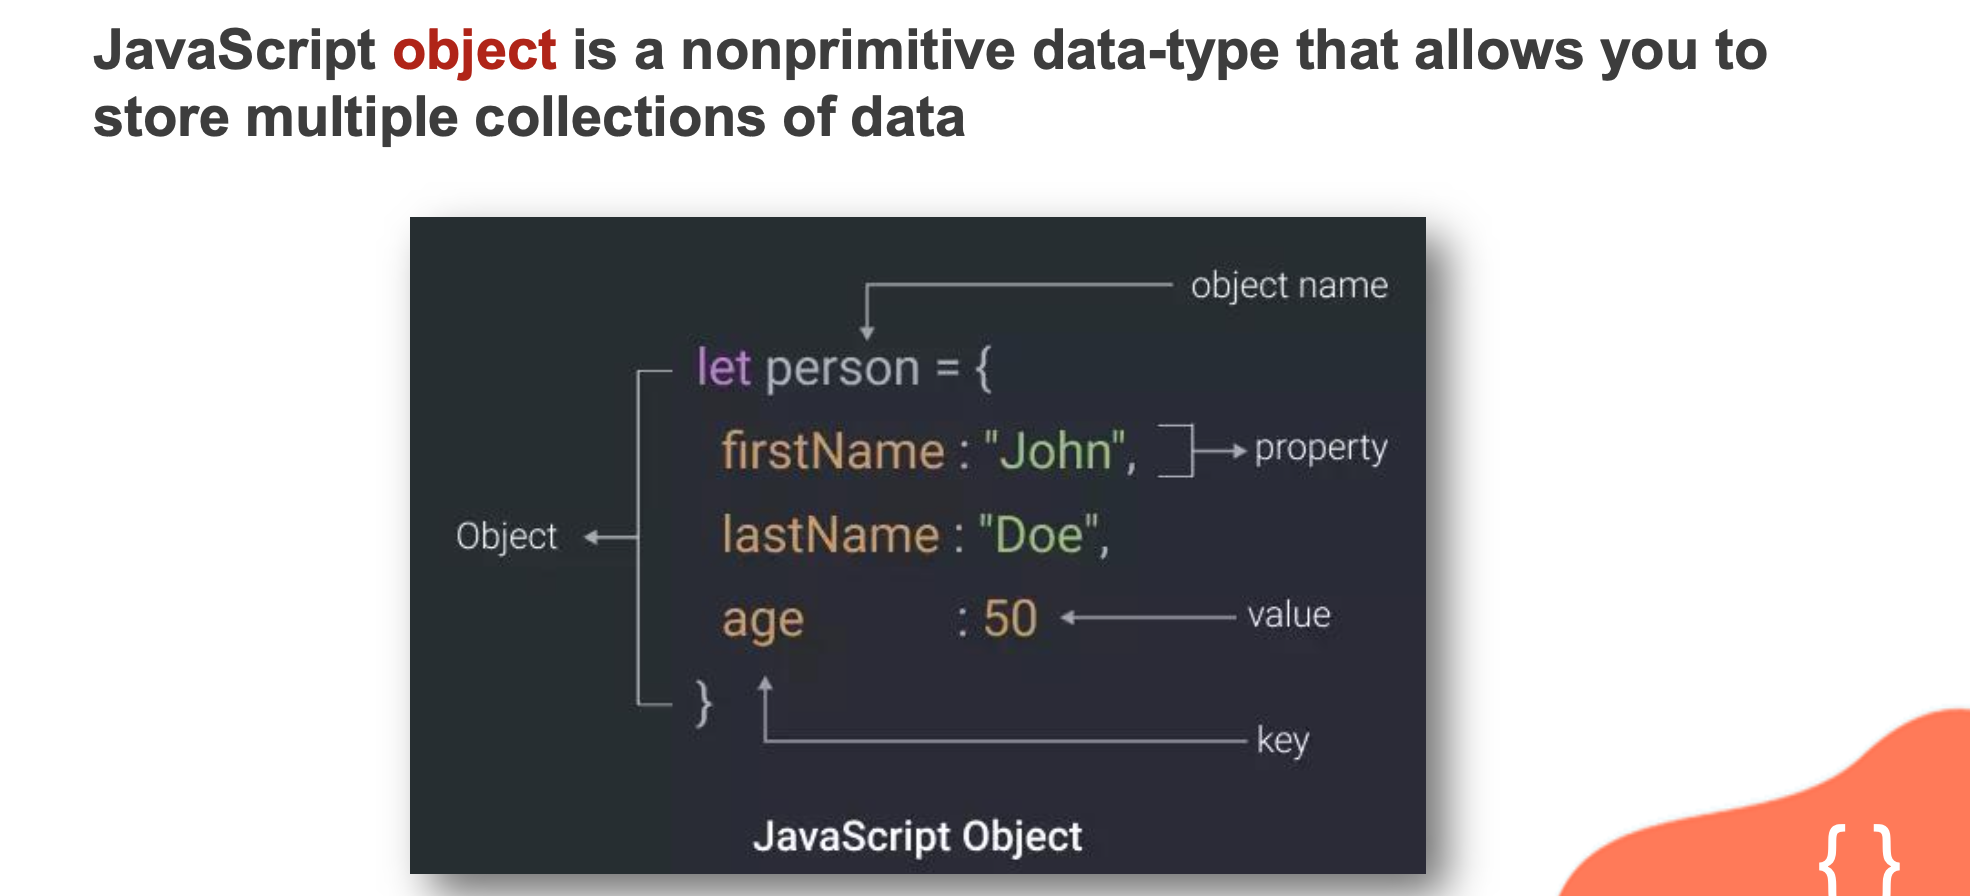 JavaScript object is a nonprimitive data-type that allows you to
store multiple collections of data
object name
let person = {
firstName : "John",
property
lastName : "Doe",
Object
age : 50
value
}
key
JavaScript Object
{ }